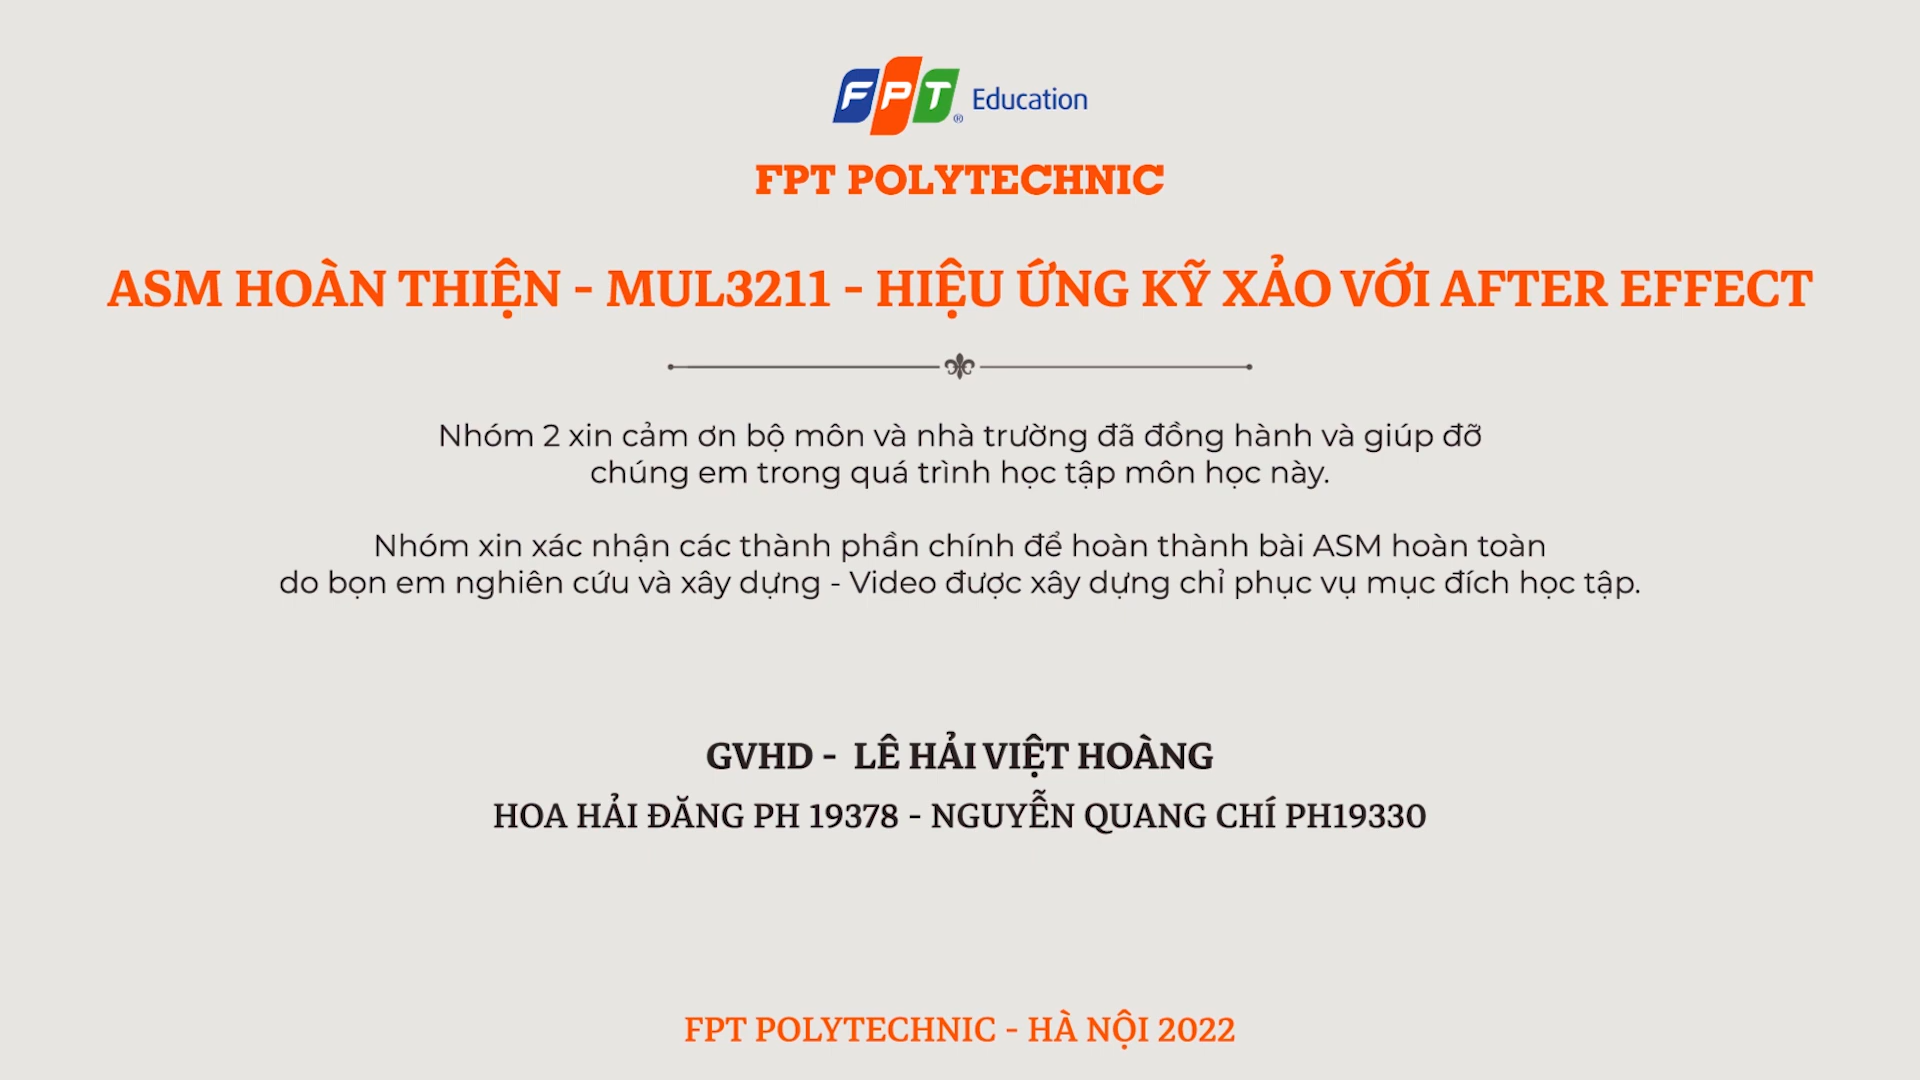 FPT® Education
FPT POLYTECHNIC
ASM HOÀN THIỆN - MUL3211 - HIỆU ỨNG KỸ XẢO VỚI AFTER EFFECT
Nhóm 2 xin cảm ơn bộ môn và nhà trường đã đồng hành và giúp đỡ
chúng em trong quá trình học tập môn học này.
Nhóm xin xác nhận các thành phần chính để hoàn thành bài ASM hoàn toàn
do bọn em nghiên cứu và xây dựng - Video được xây dựng chỉ phục vụ mục đích học tập.
GVHD - LÊ HẢI VIỆT HOÀNG
HOA HẢI ĐĂNG PH 19378 - NGUYỄN QUANG CHÍ PH19330
FPT POLYTECHNIC - HÀ NỘI 2022